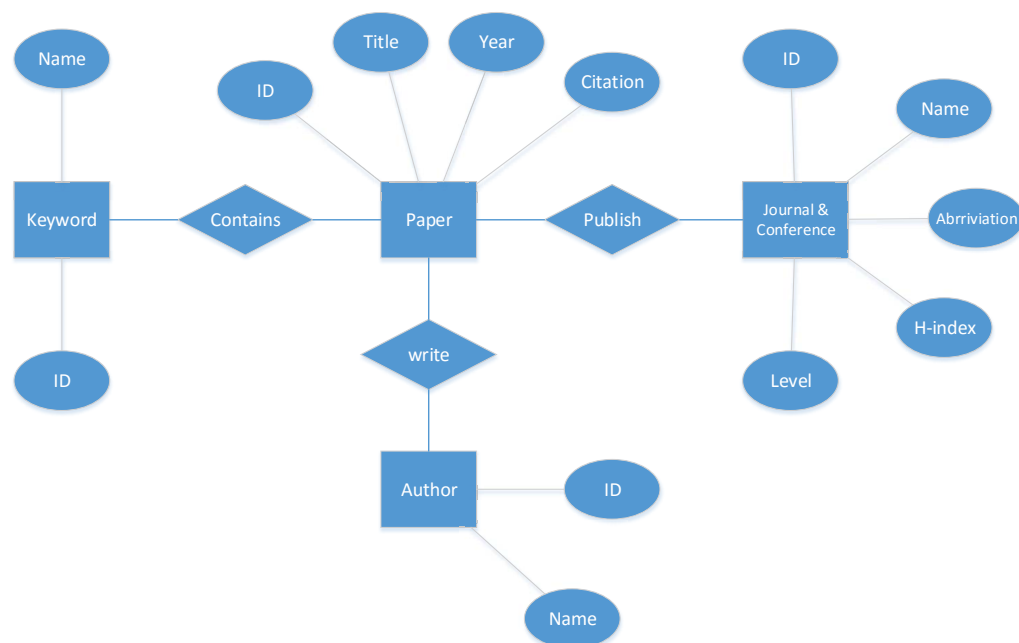 Title
Year
Name
ID
Citation
ID
Name
Keyword
Contains
Paper
Publish
Journal &
Conference
Abrriviation
H-index
write
ID
Level
Author
ID
Name